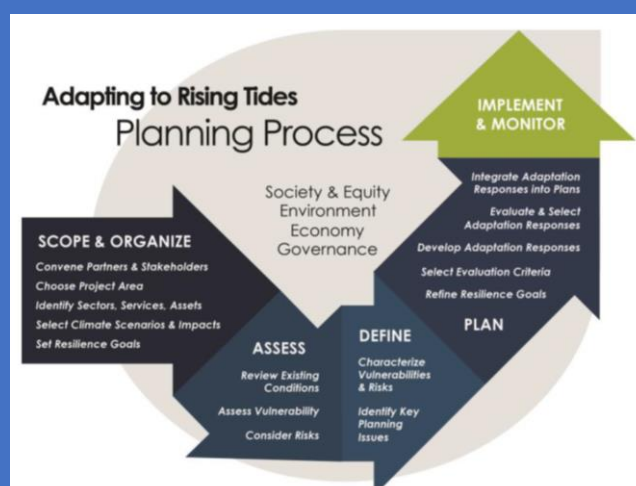 Adapting to Rising Tides
Planning Process
Society & Equity
Environment
Economy
Governance
SCOPE & ORGANIZE
Convene Partners & Stakeholders
Choose Project Area
Identify Sectors, Services, Assets
Select Climate Scenarios & Impacts
Set Resilience Goals
ASSESS
Review Existing
Conditions
Assess Vulnerability
Consider Risks
DEFINE
Characterize
Vulnerabilities
& Risks
Identify Key
Planning
Issues
IMPLEMENT
& MONITOR
Integrate Adaptation
Responses into Plans
Evaluate & Select
Adaptation Responses
Develop Adaptation Responses
Select Evaluation Criteria
Refine Resilience Goals
PLAN